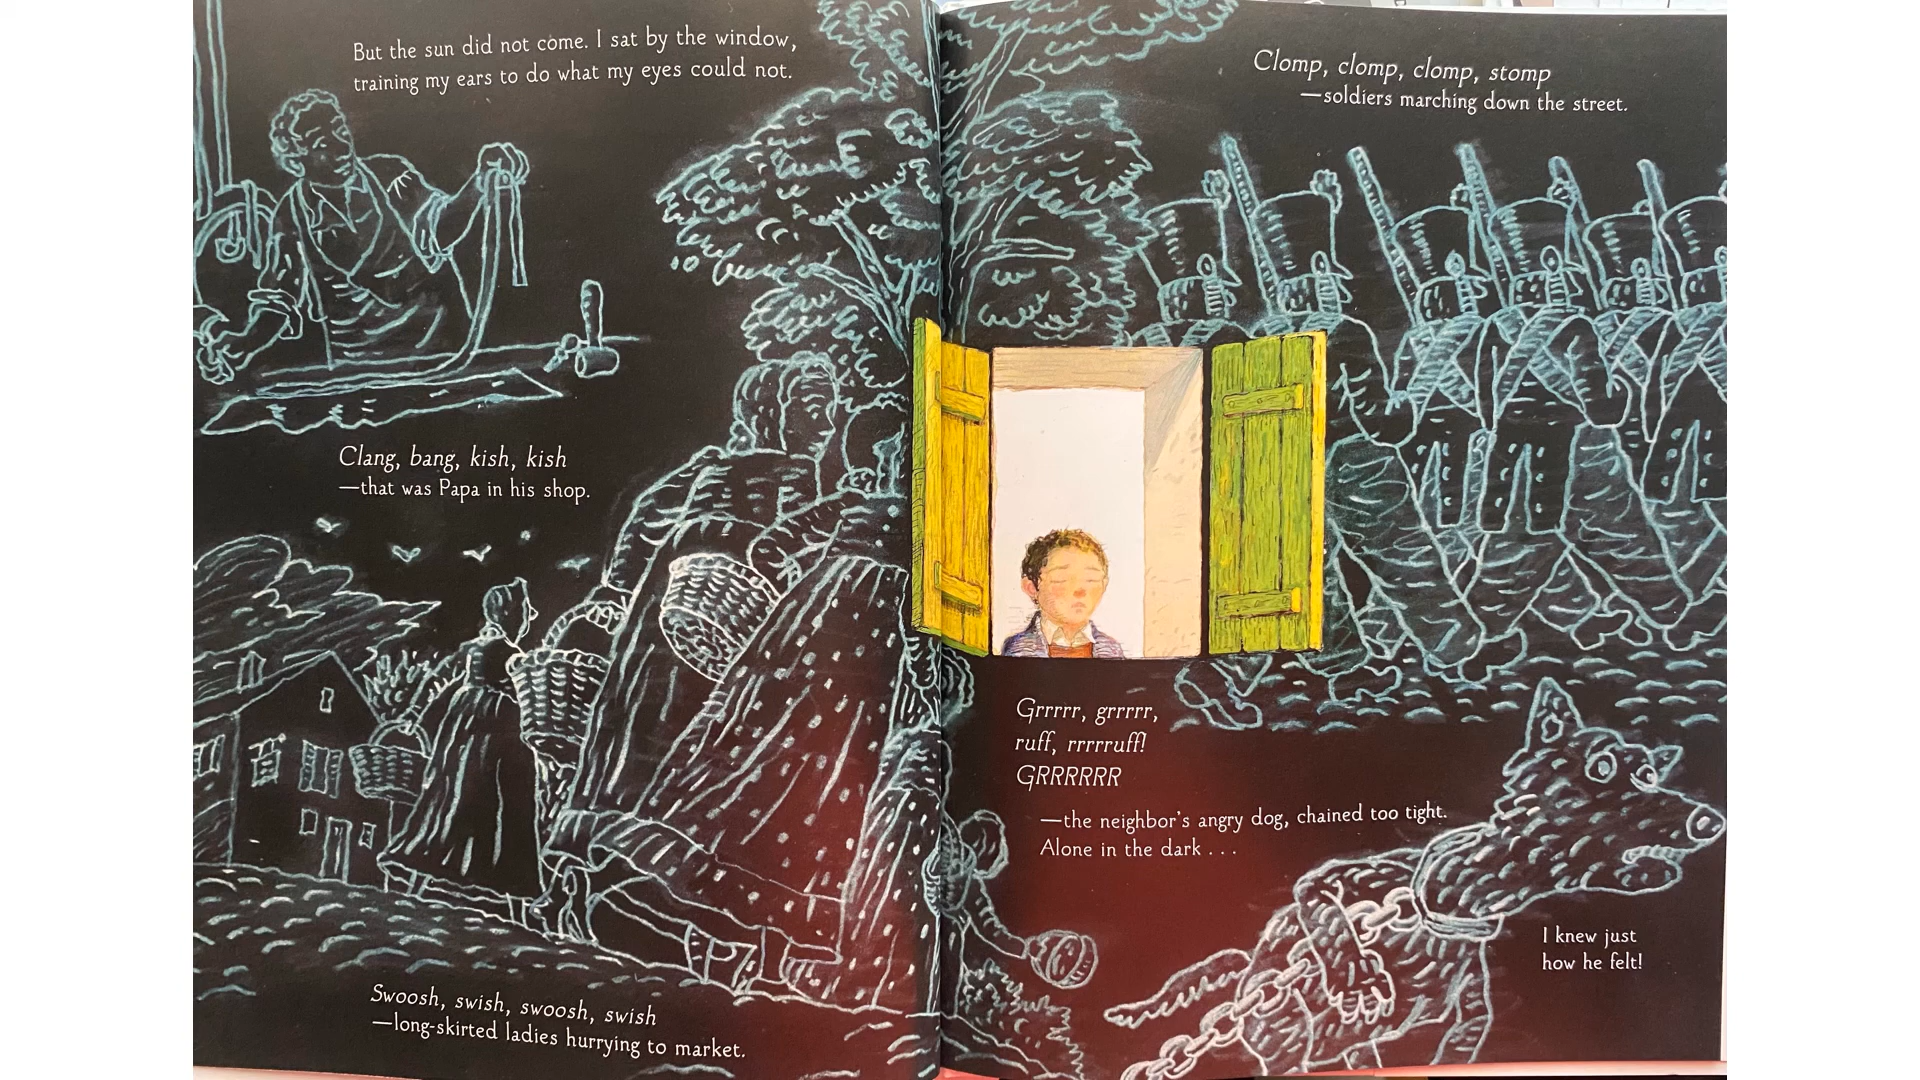 But the sun did not come. I sat by the window,
training my ears to do what my eyes could not.
Clang, bang, kish, kish
—that was Papa in his shop.
Swoosh, swish, swoosh, swish
—long-skirted ladies hurrying to market.
Clomp, clomp, clomp, stomp
—soldiers marching down the street.
Grrrrr, grrrrr,
ruff, rrrrruff!
GRRRRRR
—the neighbor's angry dog, chained too tight.
Alone in the dark . . .
I knew just
how he felt!